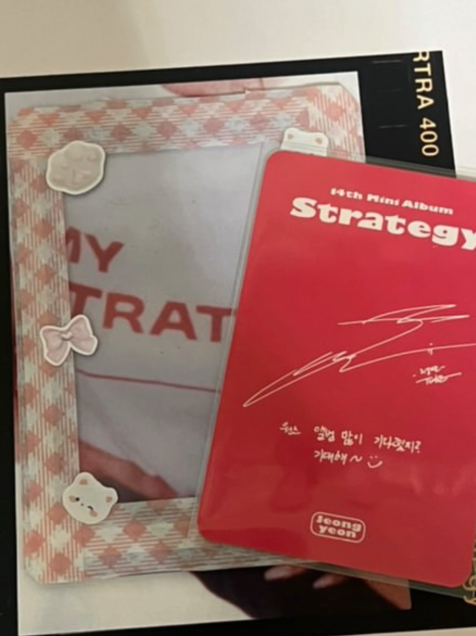 RTRA 400
MY
TRAT
14th Mini Album
Strategy
원스 앨범 많이 기다렸지?
기대해~
Jeong
yeon